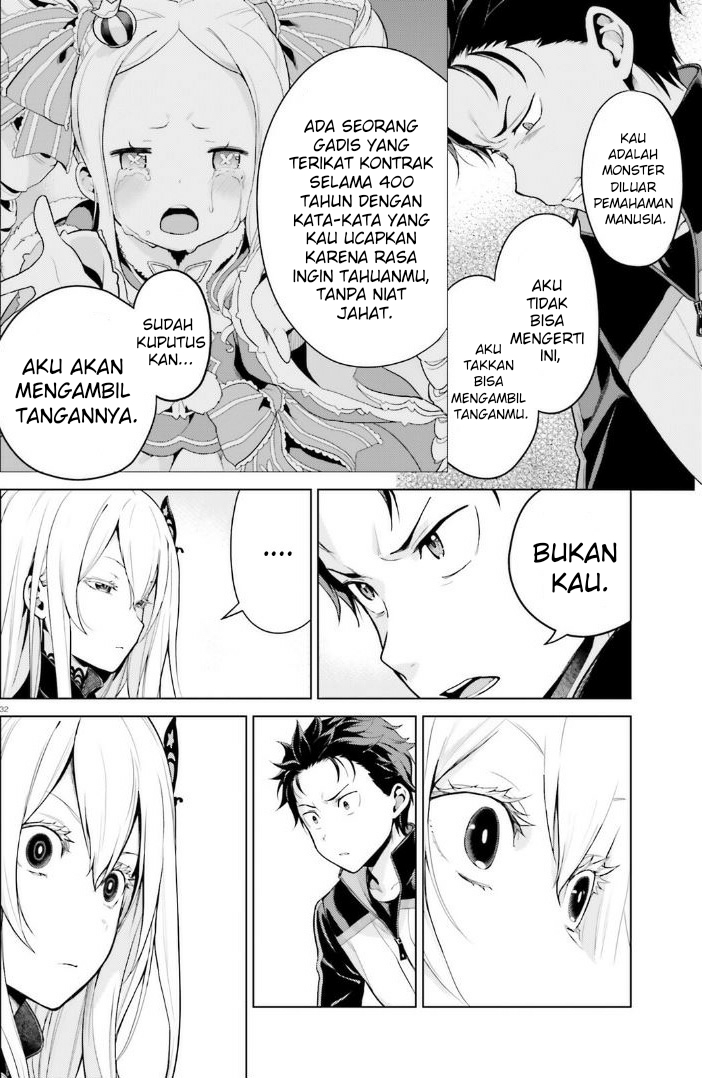 KAU
ADALAH
MONSTER
DILUAR
PEMAHAMAN
MANUSIA.
AKU
TIDAK
BISA
MENGERTI
INI,
AKU
TAKKAN
BISA
MENGAMBIL
TANGANMU.
ADA SEORANG
GADIS YANG
TERIKAT KONTRAK
SELAMA 400
TAHUN DENGAN
KATA-KATA YANG
KAU UCAPKAN
KARENA RASA
INGIN TAHUANMU,
TANPA NIAT
JAHAT.
SUDAH
KUPUTUS
KAN...
AKU AKAN
MENGAMBIL
TANGANNYA.
BUKAN
KAU.
....
32